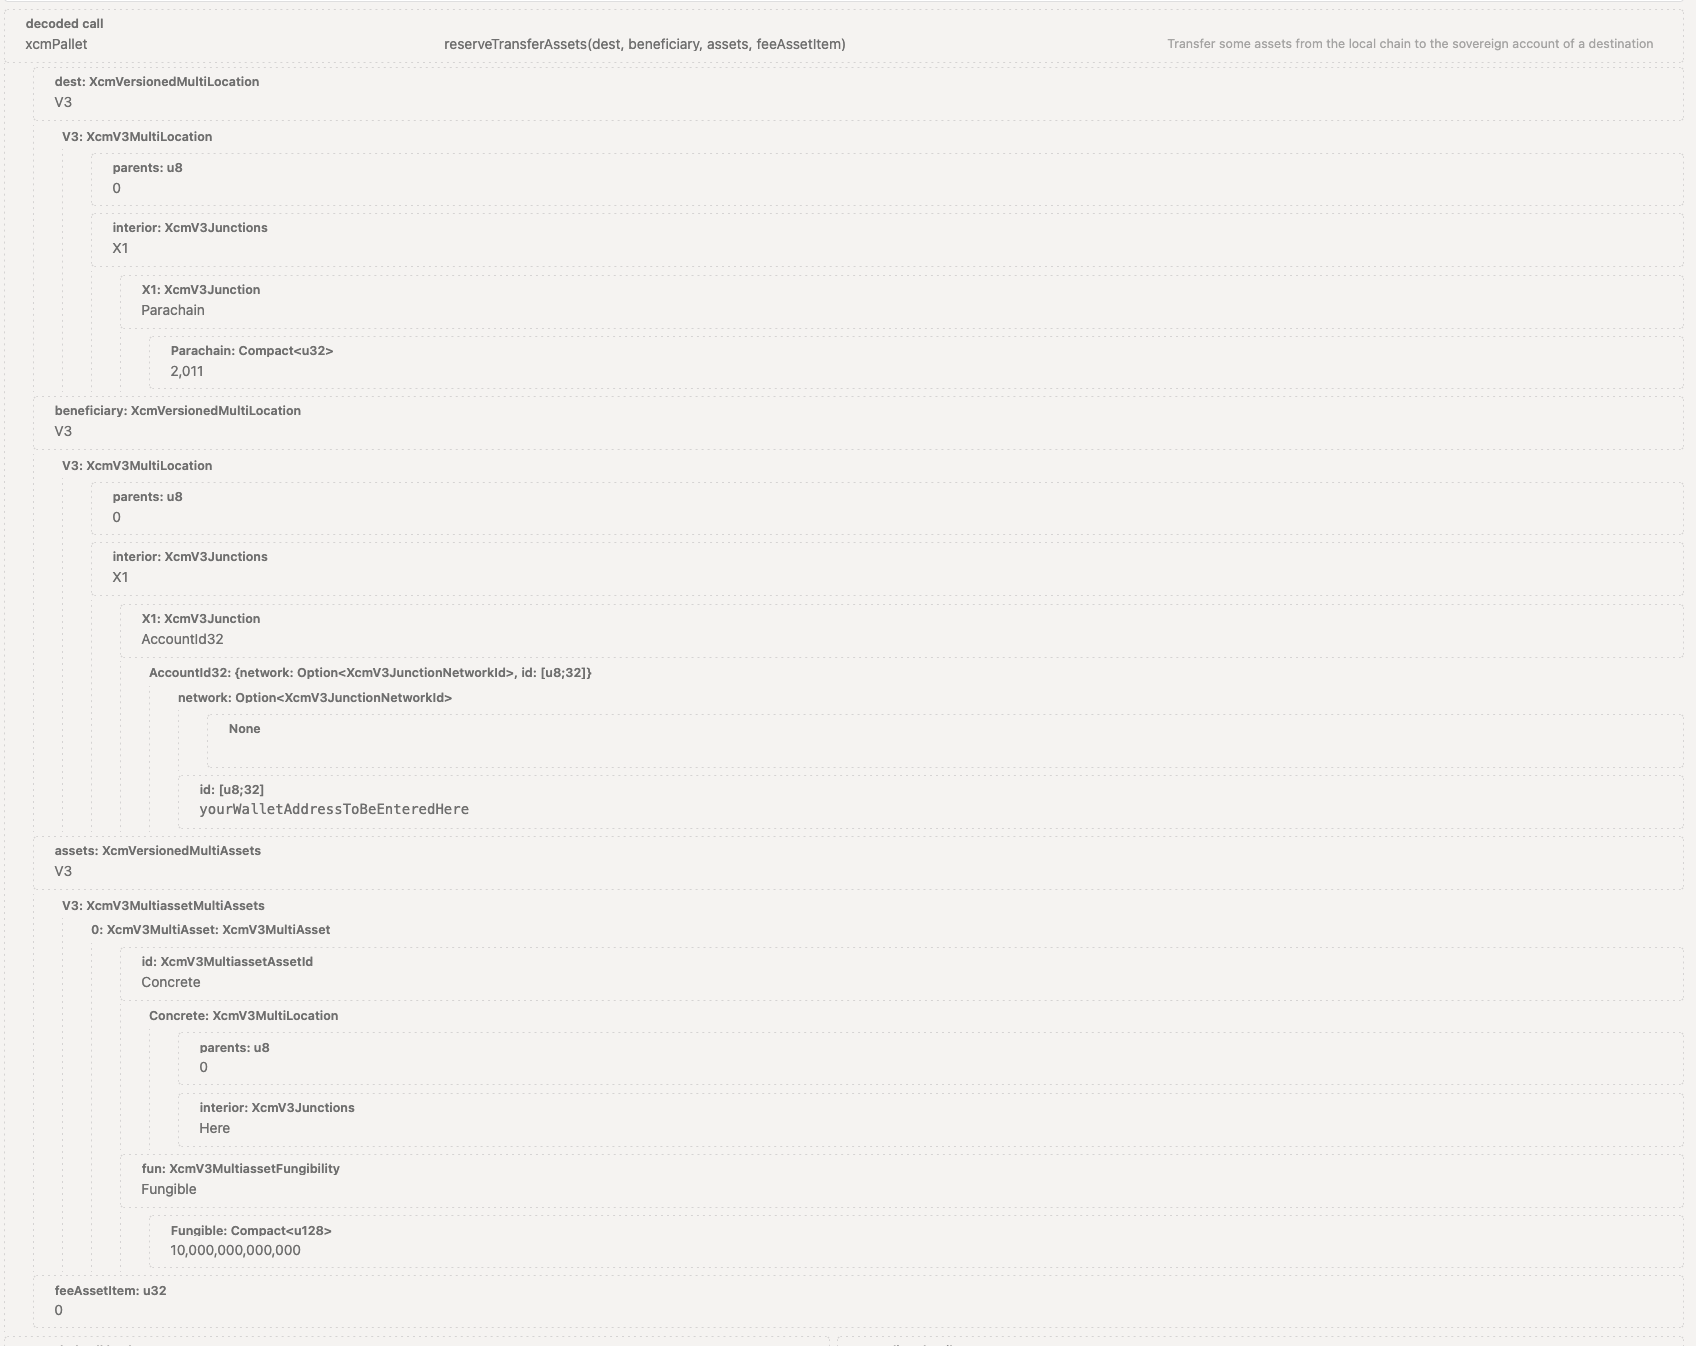 decoded call
xcmPallet reserveTransferAssets(dest, beneficiary, assets, feeAssetItem) Transfer some assets from the local chain to the sovereign account of a destination
dest: XcmVersionedMultiLocation
V3
V3: XcmV3MultiLocation
parents: u8
0
interior: XcmV3Junctions
X1
X1: XcmV3Junction
Parachain
Parachain: Compact<u32>
2,011
beneficiary: XcmVersionedMultiLocation
V3
V3: XcmV3MultiLocation
parents: u8
0
interior: XcmV3Junctions
X1
X1: XcmV3Junction
AccountId32
AccountId32: {network: Option<XcmV3JunctionNetworkId>, id: [u8;32]}
network: Option<XcmV3JunctionNetworkId>
None
id: [u8;32]
yourWalletAddressToBeEnteredHere
assets: XcmVersionedMultiAssets
V3
V3: XcmV3MultiassetMultiAssets
0: XcmV3MultiAsset: XcmV3MultiAsset
id: XcmV3MultiassetAssetId
Concrete
Concrete: XcmV3MultiLocation
parents: u8
0
interior: XcmV3Junctions
Here
fun: XcmV3MultiassetFungibility
Fungible
Fungible: Compact<u128>
10,000,000,000,000
feeAssetItem: u32
0